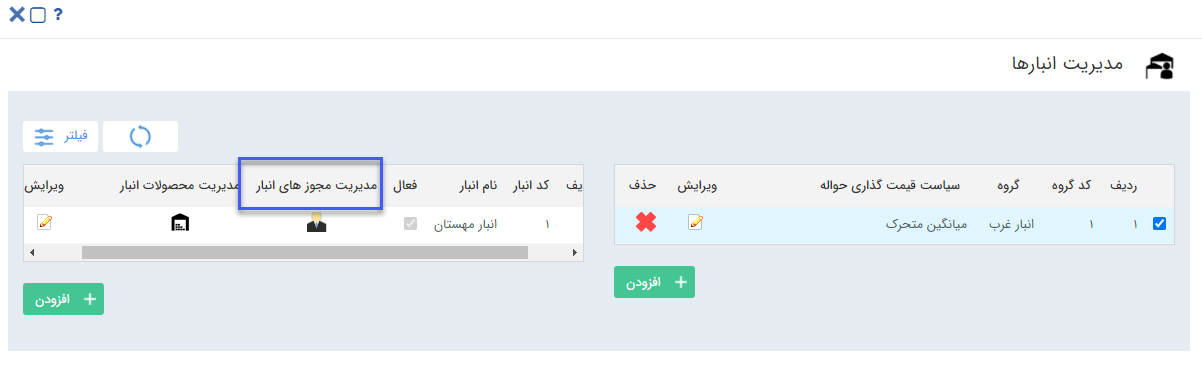 ?
مدیریت انبارها
فیلتر
ردیف کد گروه گروه سیاست قیمت گذاری حواله ویرایش حذف
۱ ۱ انبار غرب میانگین متحرک
افزودن
یف کد انبار نام انبار فعال مدیریت مجوز های انبار مدیریت محصولات انبار ویرایش
۱ انبار مهستان
افزودن